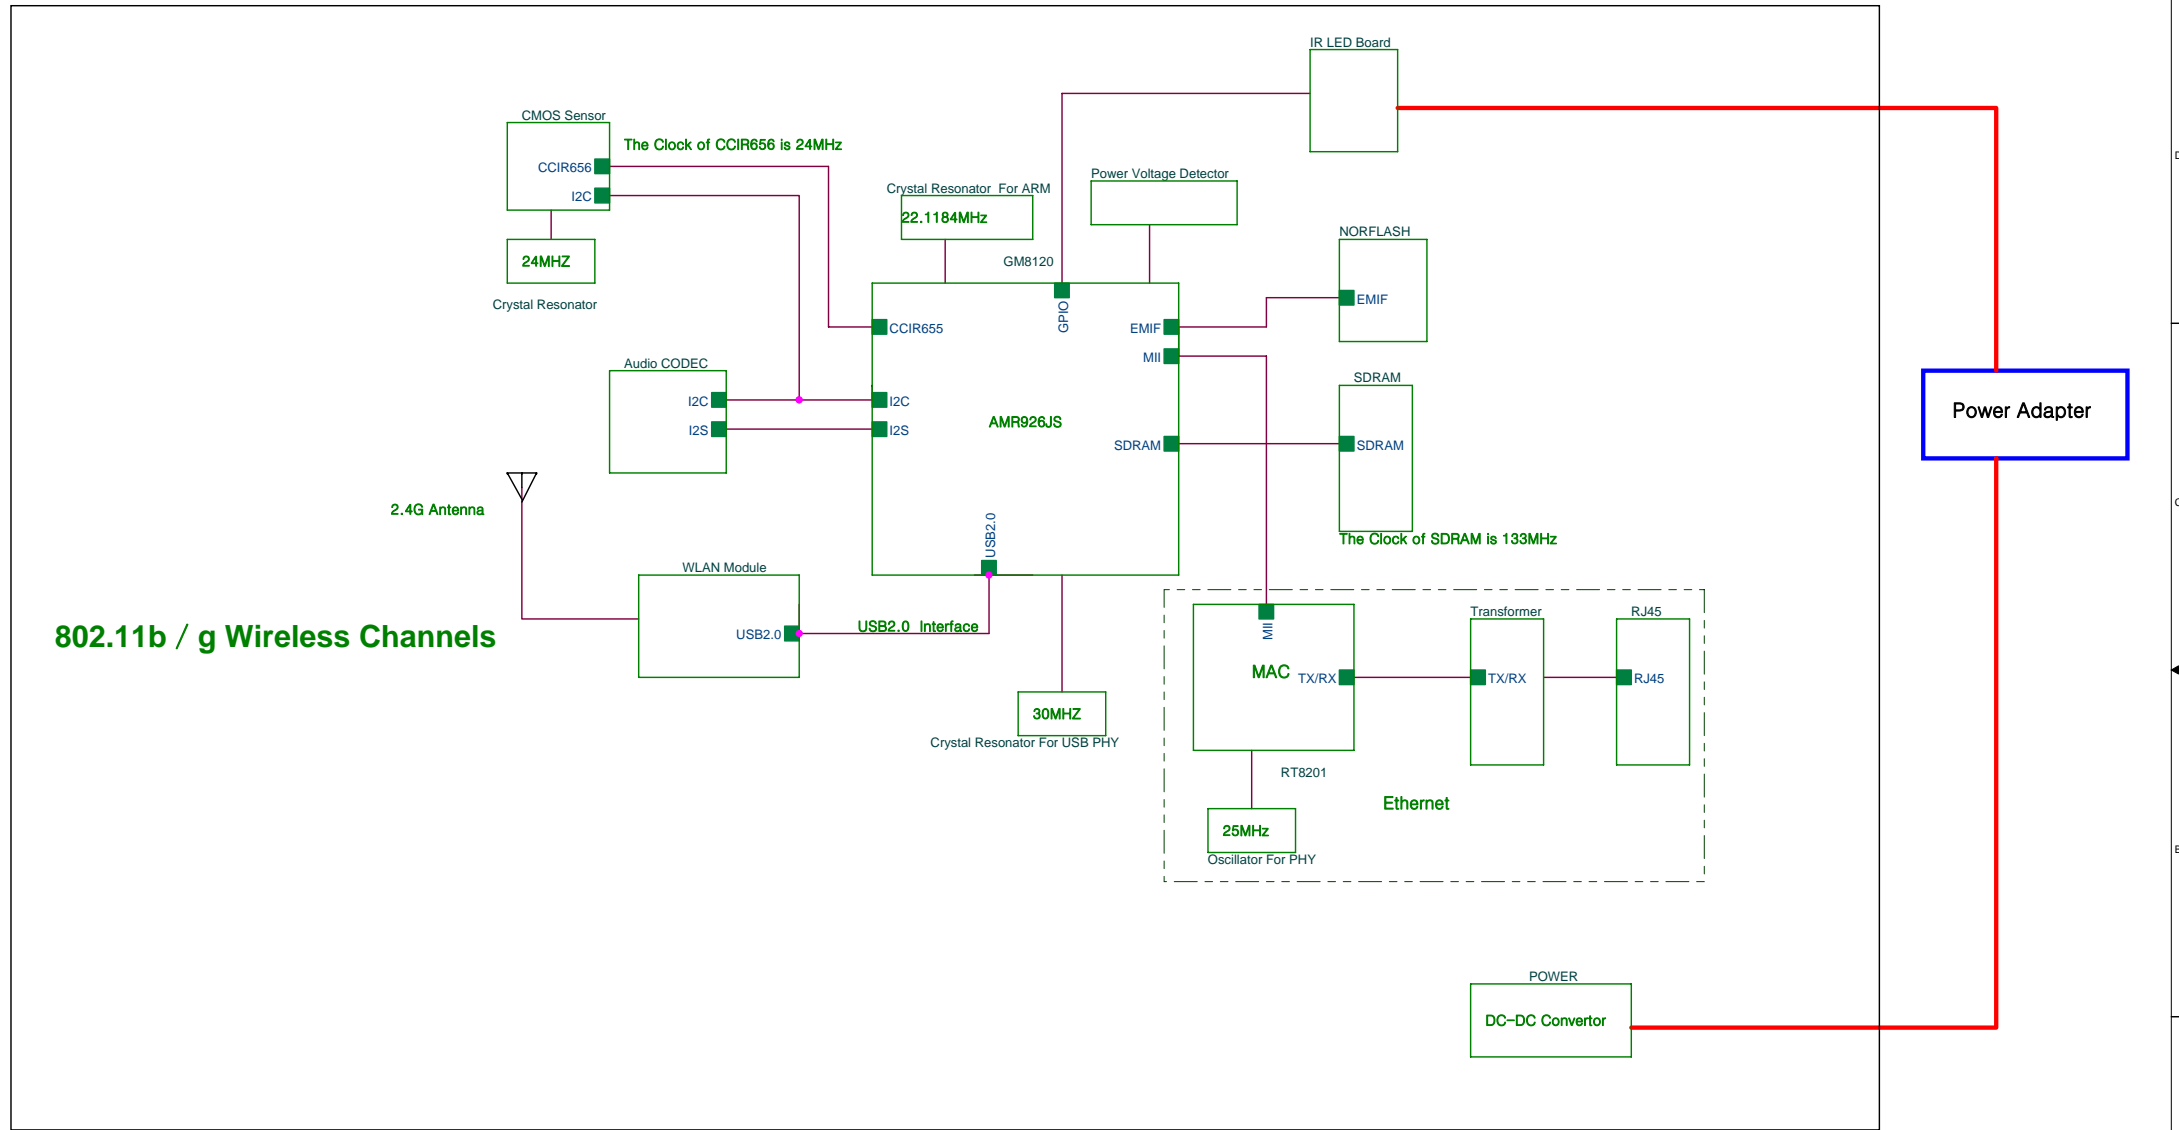 IR LED Board
CMOS Sensor
The Clock of CCIR656 is 24MHz
CCIR656
I2C
Crystal Resonator  For ARM
22.1184MHz
Power Voltage Detector
24MHZ
Crystal Resonator
GM8120
NORFLASH
EMIF
GPIO
CCIR655
EMIF
MII
Audio CODEC
I2C
I2S
I2C
I2S
AMR926JS
SDRAM
SDRAM
SDRAM
Power Adapter
2.4G Antenna
USB2.0
The Clock of SDRAM is 133MHz
WLAN Module
USB2.0
USB2.0  Interface
802.11b / g Wireless Channels
MII
MAC
TX/RX
Transformer
TX/RX
RJ45
RJ45
30MHZ
Crystal Resonator For USB PHY
RT8201
Ethernet
25MHz
Oscillator For PHY
POWER
DC-DC Convertor